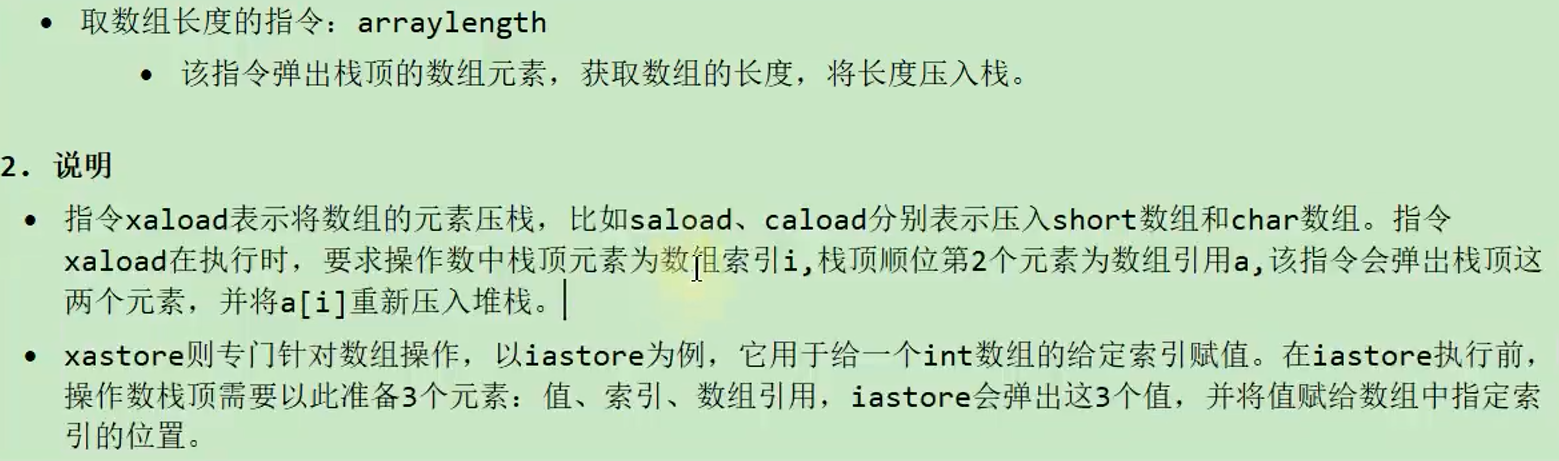 • 取数组长度的指令：arraylength
• 该指令弹出栈顶的数组元素，获取数组的长度，将长度压入栈。
2. 说明
• 指令xaload表示将数组的元素压栈，比如saload、caload分别表示压入short数组和char数组。指令
xaload在执行时，要求操作数中栈顶元素为数组索引i,栈顶顺位第2个元素为数组引用a,该指令会弹出栈顶这
两个元素，并将a[i]重新压入堆栈。
• xastore则专门针对数组操作，以iastore为例，它用于给一个int数组的给定索引赋值。在iastore执行前，
操作数栈顶需要以此准备3个元素：值、索引、数组引用，iastore会弹出这3个值，并将值赋给数组中指定索
引的位置。